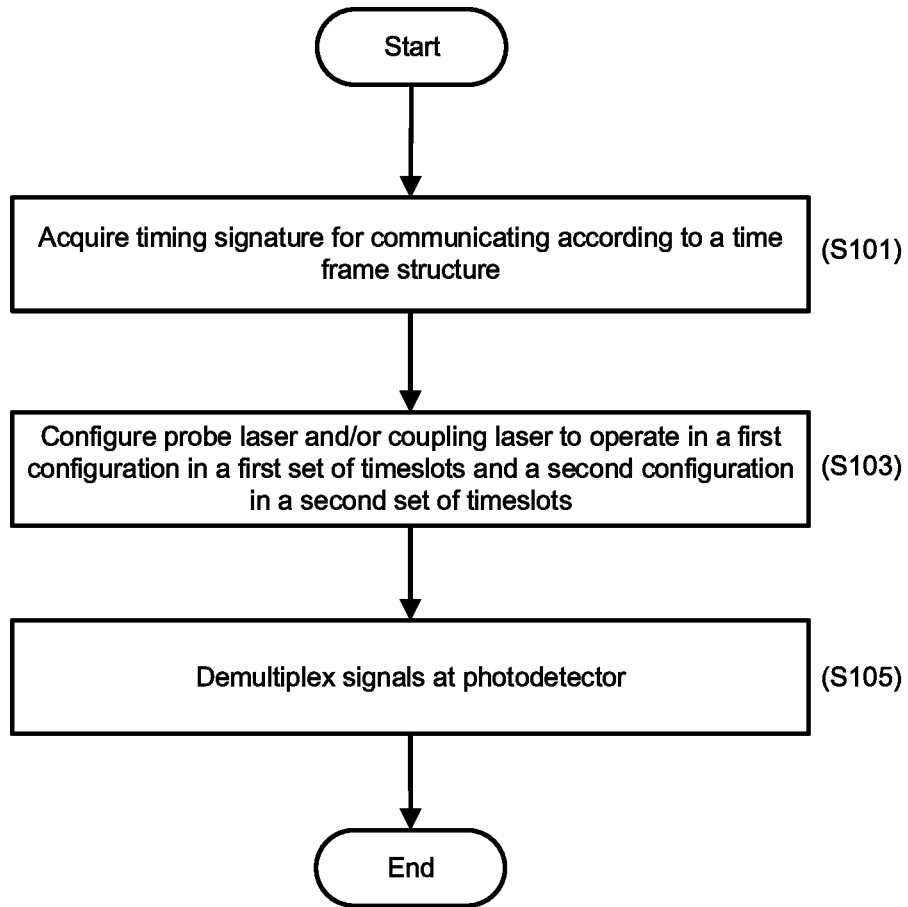 Start
Acquire timing signature for communicating according to a time
frame structure
(S101)
Configure probe laser and/or coupling laser to operate in a first
configuration in a first set of timeslots and a second configuration
in a second set of timeslots
(S103)
Demultiplex signals at photodetector
(S105)
End